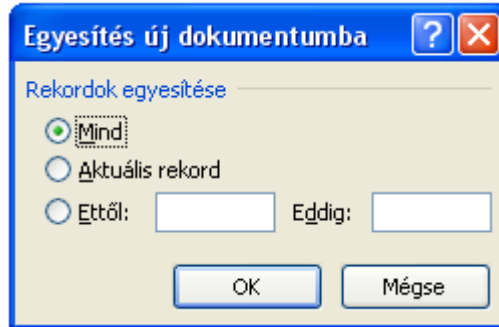 Egyesítés új dokumentumba
Rekordok egyesítése
Mind
Aktuális rekord
Ettől: Eddig:
OK Mégse